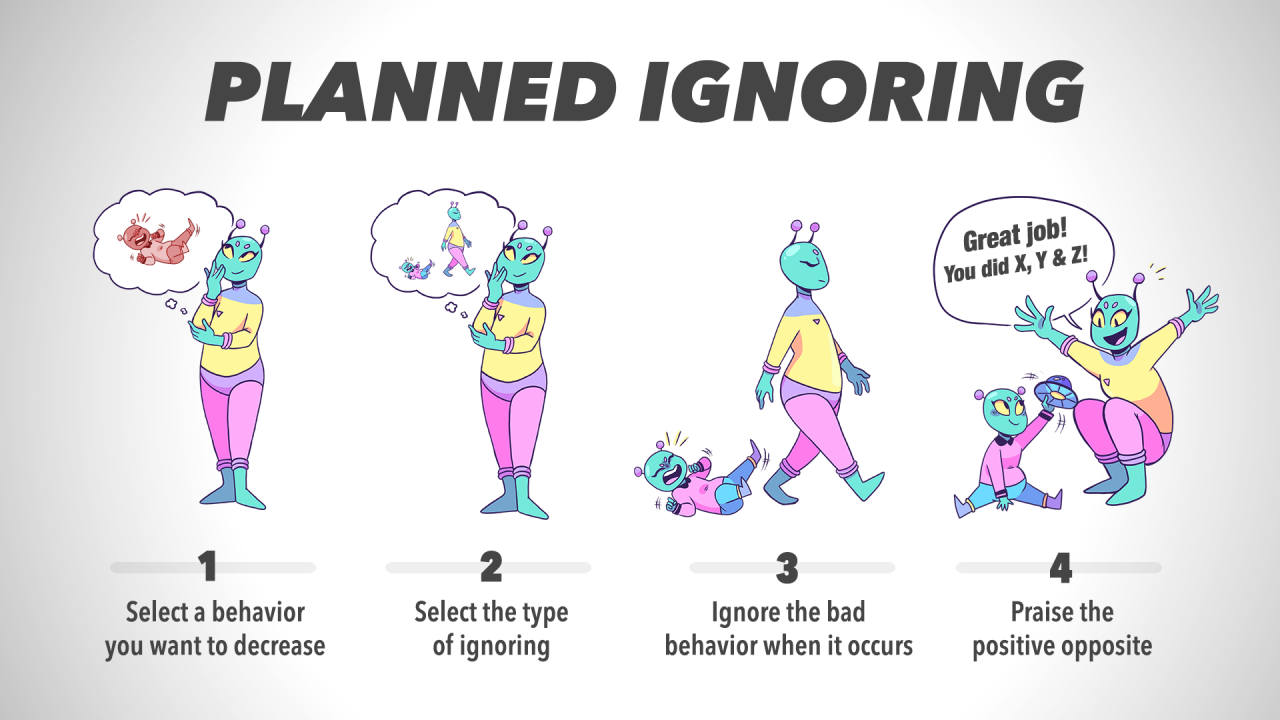 PLANNED IGNORING
Great job!
You did X, Y & Z!
1
Select a behavior
you want to decrease
2
Select the type
of ignoring
3
Ignore the bad
behavior when it occurs
4
Praise the
positive opposite